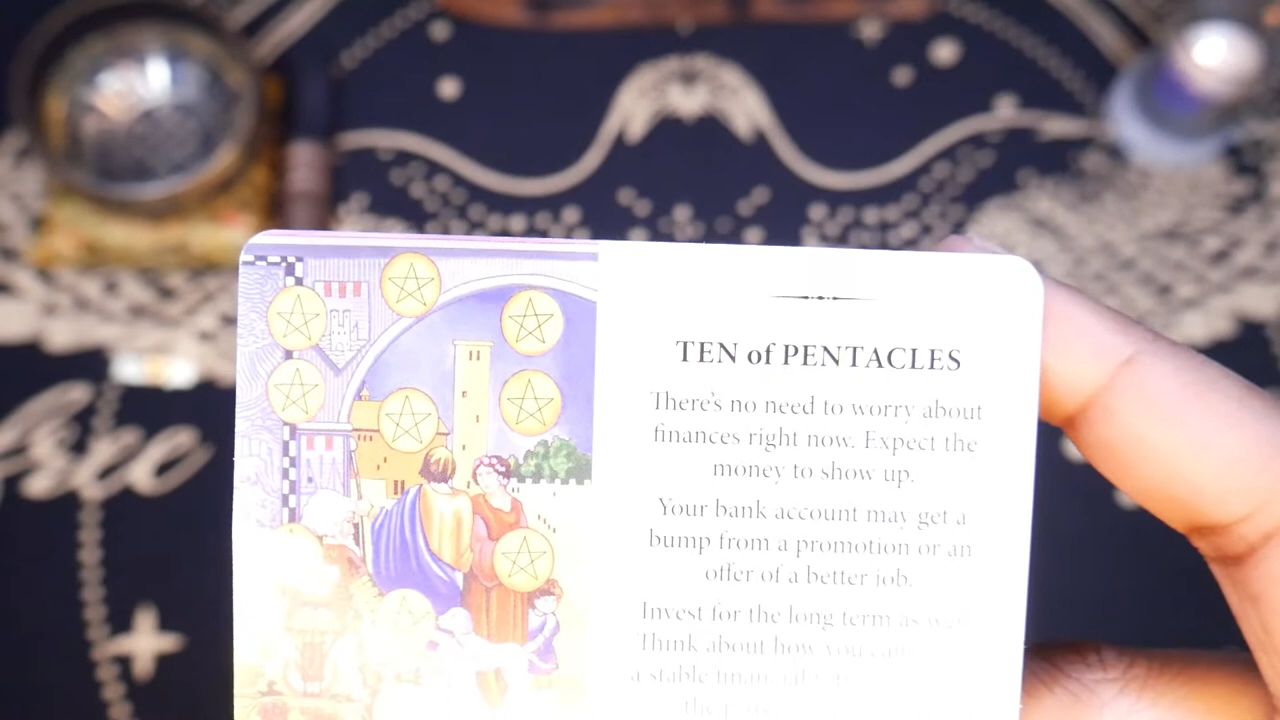 TEN of PENTACLES
There's no need to worry about
finances right now. Expect the
money to show up.
Your bank account may get a
bump from a promotion or an
offer of a better job.
Invest for the long term as
Think about how you
a stable financial
the